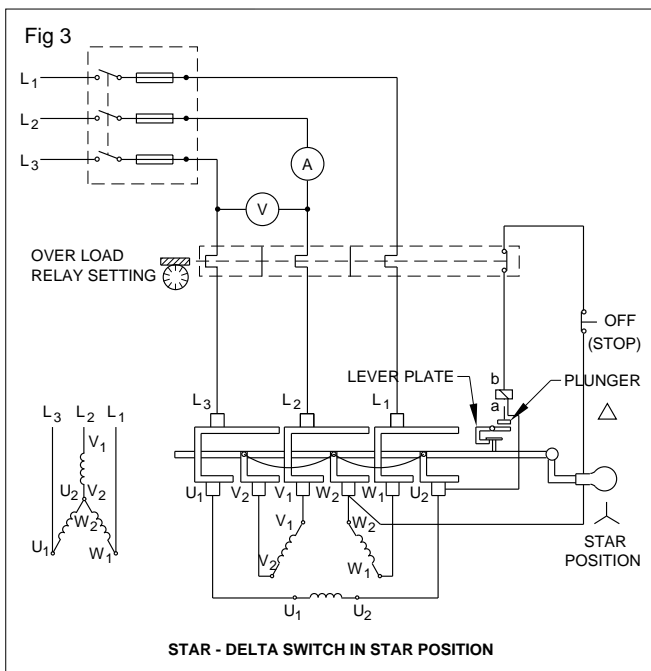 Fig 3
L1
L2
L3
A
V
OVER LOAD
RELAY SETTING
OFF
(STOP)
b
LEVER PLATE
PLUNGER
a
L3 L2 L1
L3 L2 L1
V1
U1 V2 V1 W2 W1 U2
U2 V2
W2
U1 W1
V1 W2
V2 W1
STAR
POSITION
U1 U2
STAR - DELTA SWITCH IN STAR POSITION